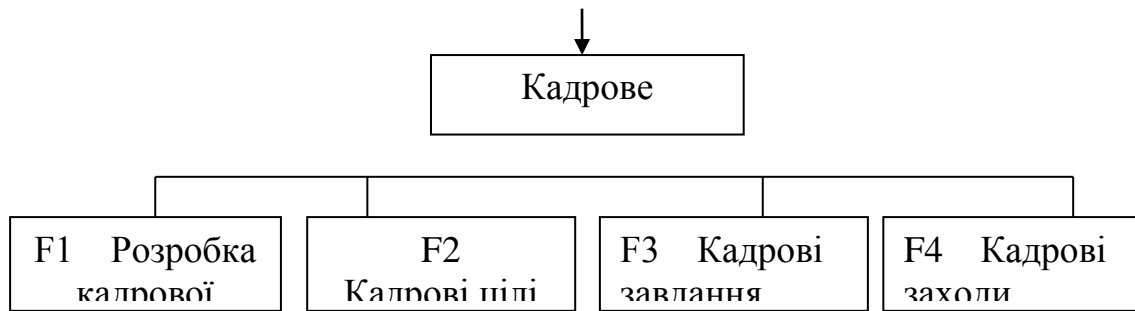 Кадрове
F1 Розробка
кадрової
F2
Кадрові цілі
F3 Кадрові
завдання
F4 Кадрові
заходи